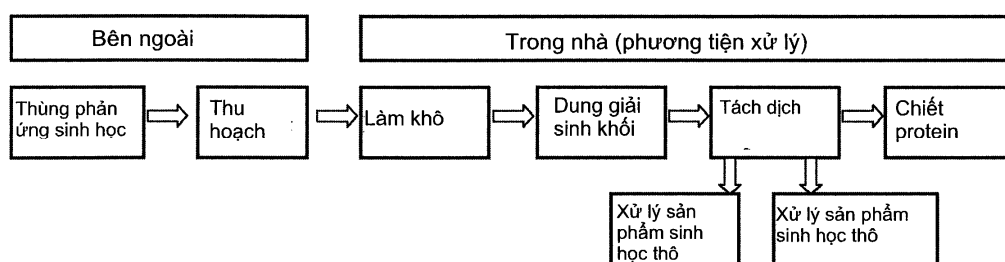 Bên ngoài
Trong nhà (phương tiện xử lý)
Thùng phản
ứng sinh học
Thu
hoạch
Làm khô
Dung giải
sinh khối
Tách dịch
Chiết
protein
Xử lý sản
phẩm sinh
học thô
Xử lý sản phẩm
sinh học thô